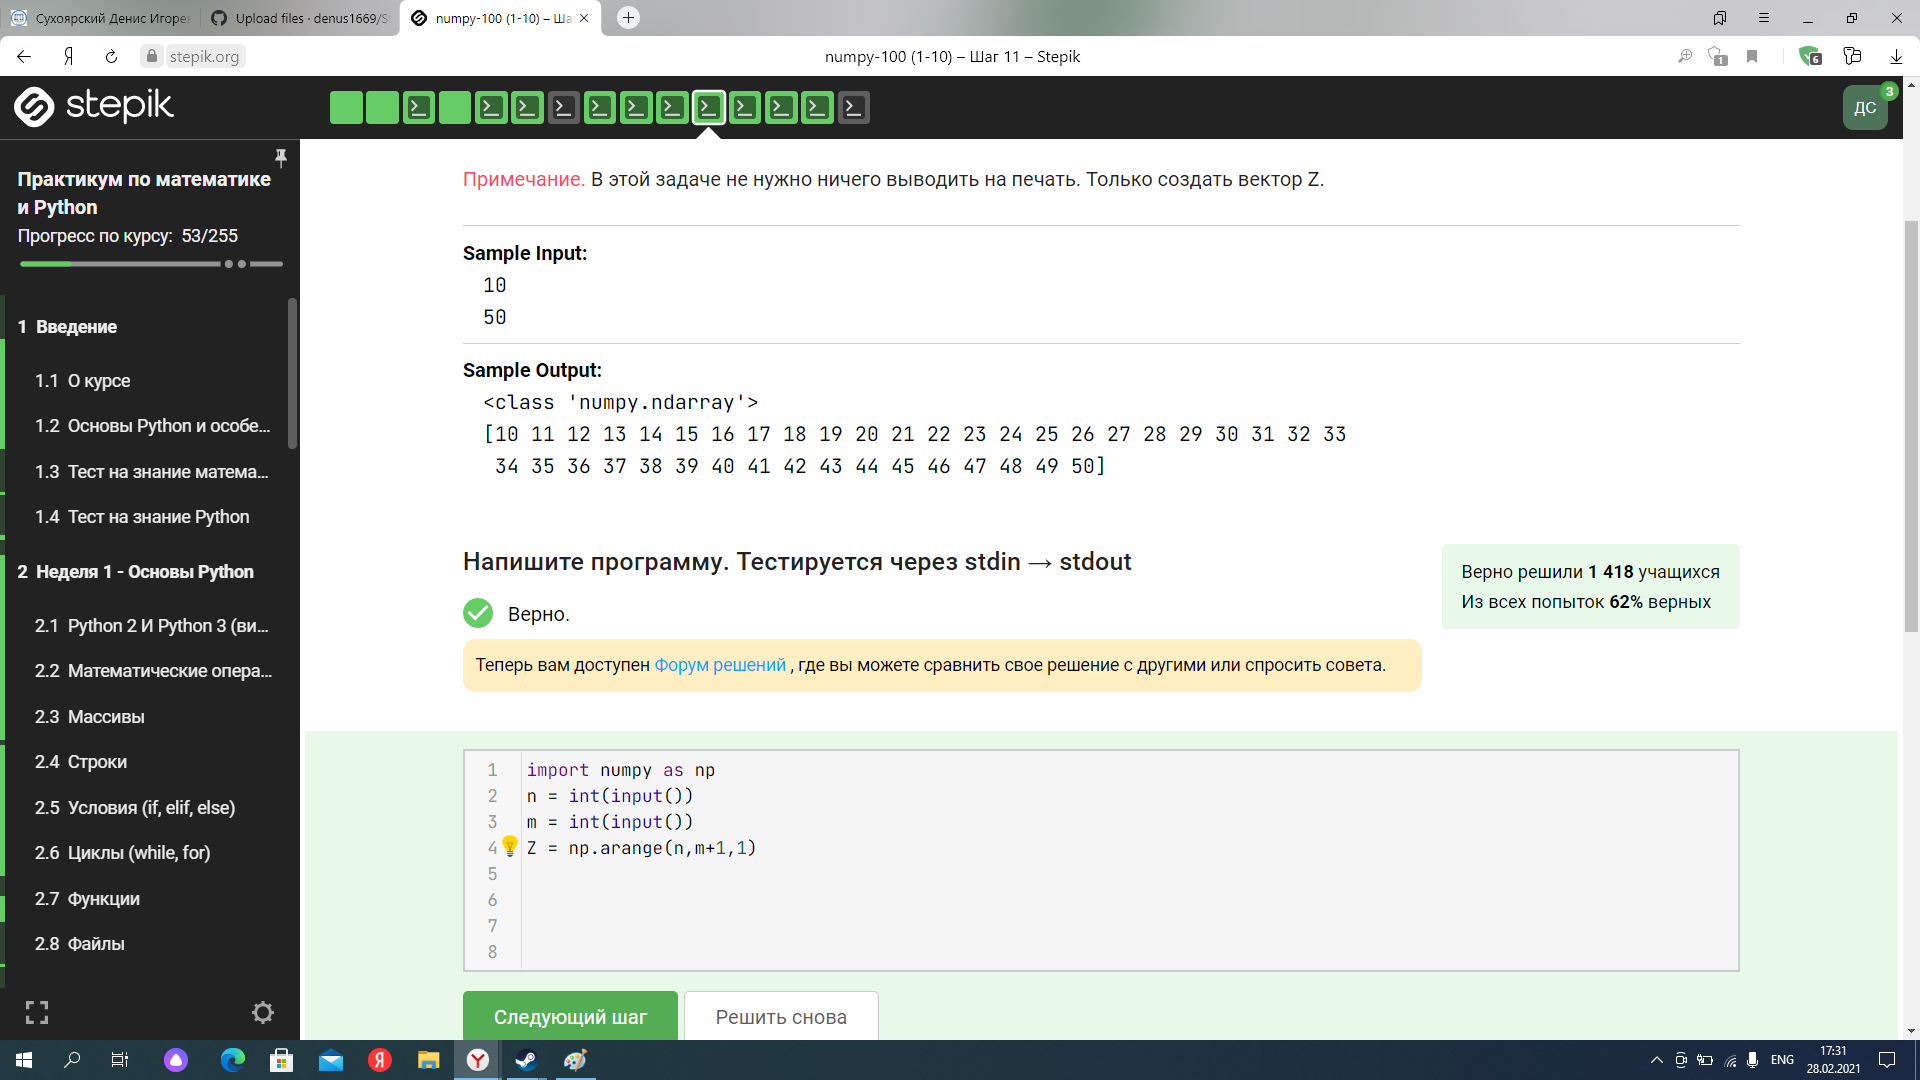 Сухоярский Денис Игорев
Upload files · denus1669/S
numpy-100 (1-10) – Ша
stepik.org
numpy-100 (1-10) – Шаг 11 – Stepik
1
6
stepik
ДС
3
Практикум по математике
и Python
Прогресс по курсу: 53/255
1 Введение
1.1 О курсе
1.2 Основы Python и особе...
1.3 Тест на знание матема...
1.4 Тест на знание Python
2 Неделя 1 - Основы Python
2.1 Python 2 И Python 3 (ви...
2.2 Математические опера...
2.3 Массивы
2.4 Строки
2.5 Условия (if, elif, else)
2.6 Циклы (while, for)
2.7 Функции
2.8 Файлы
Примечание. В этой задаче не нужно ничего выводить на печать. Только создать вектор Z.
Sample Input:
10
50
Sample Output:
<class 'numpy.ndarray'>
[10 11 12 13 14 15 16 17 18 19 20 21 22 23 24 25 26 27 28 29 30 31 32 33
34 35 36 37 38 39 40 41 42 43 44 45 46 47 48 49 50]
Напишите программу. Тестируется через stdin → stdout
Верно решили 1 418 учащихся
Из всех попыток 62% верных
Верно.
Теперь вам доступен Форум решений , где вы можете сравнить свое решение с другими или спросить совета.
1 import numpy as np
2 n = int(input())
3 m = int(input())
4 Z = np.arange(n,m+1,1)
5
6
7
8
Следующий шаг
Решить снова
ENG
17:31
28.02.2021